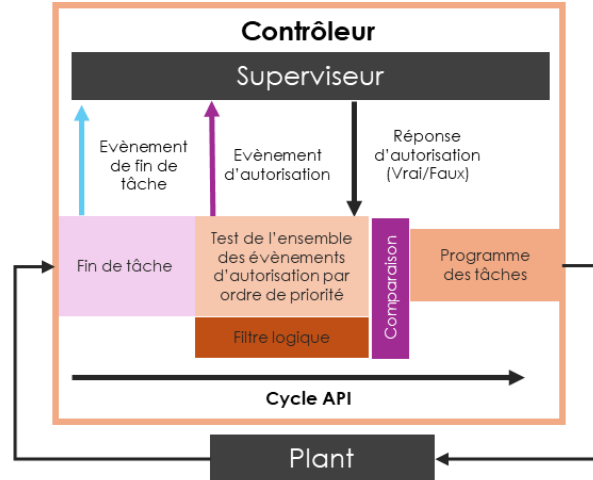 Contrôleur
Superviseur
Evènement
de fin de
tâche
Evènement
d'autorisation
Réponse
d'autorisation
(Vrai/Faux)
Fin de tâche
Test de l'ensemble
des évènements
d'autorisation par
ordre de priorité
Filtre logique
Comparaison
Programme
des tâches
Cycle API
Plant